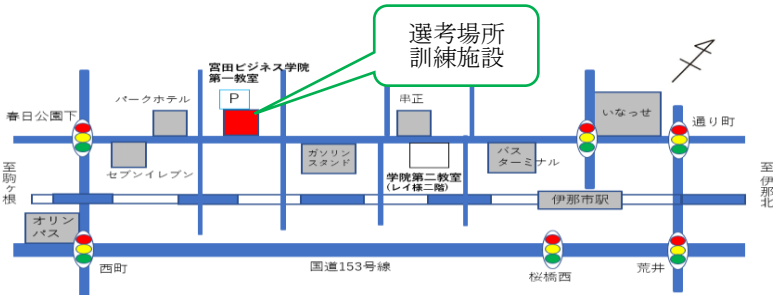 選考場所
訓練施設
宮田ビジネス学院
第一教室
P
パークホテル
串正
いなっせ
春日公園下
通り町
ガソリン
スタンド
バス
ターミナル
セブンイレブン
学院第二教室
(レイ様二階)
至駒ヶ根
至伊那北
伊那市駅
オリン
パス
西町
国道153号線
桜橋西
荒井